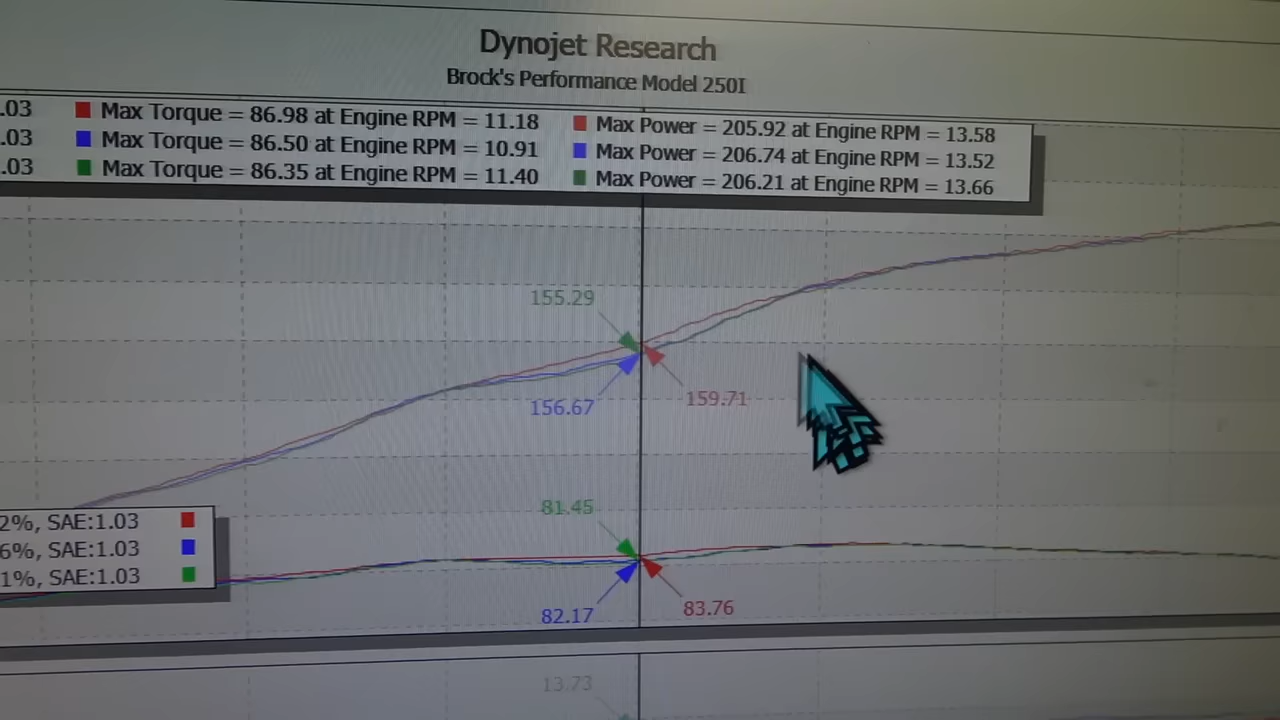 Dynojet Research
Brock's Performance Model 250I
.03 Max Torque = 86.98 at Engine RPM = 11.18 Max Power = 205.92 at Engine RPM = 13.58
.03 Max Torque = 86.50 at Engine RPM = 10.91 Max Power = 206.74 at Engine RPM = 13.52
.03 Max Torque = 86.35 at Engine RPM = 11.40 Max Power = 206.21 at Engine RPM = 13.66
155.29
156.67
159.71
81.45
2%, SAE:1.03
6%, SAE:1.03
1%, SAE:1.03
82.17
83.76
13.73